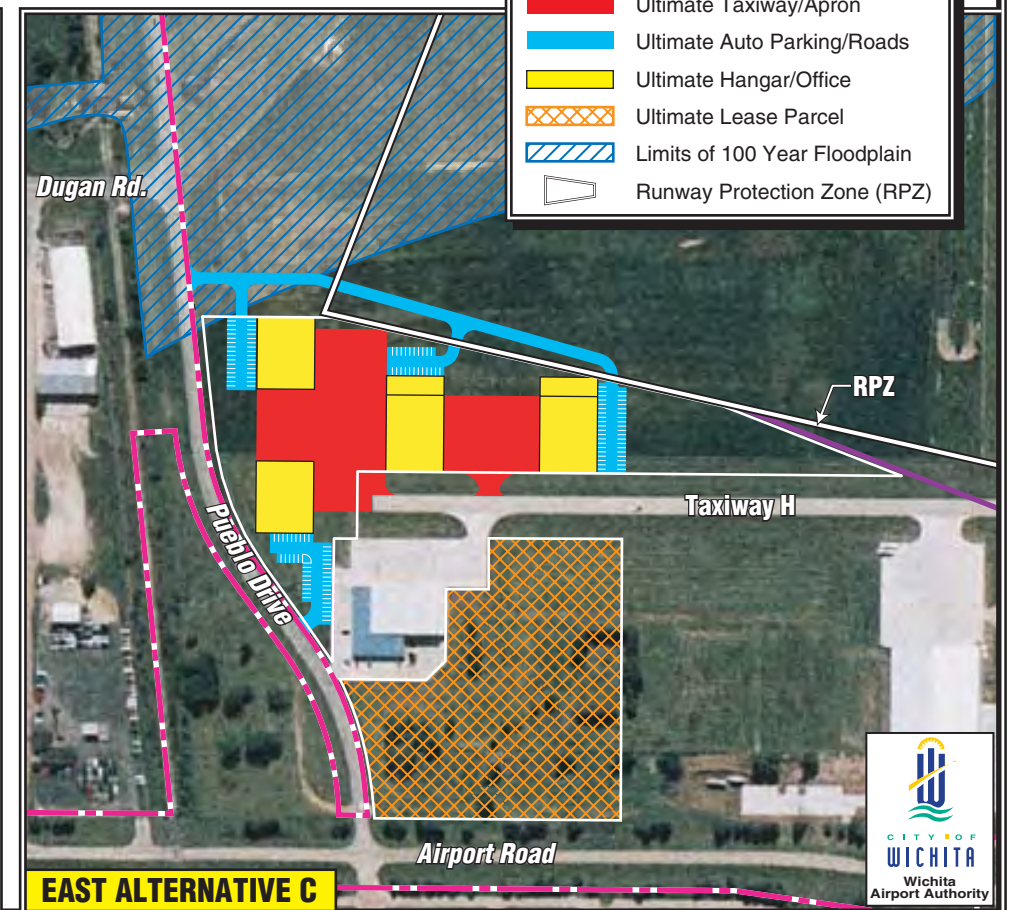 Ultimate Taxiway/Apron
Ultimate Auto Parking/Roads
Ultimate Hangar/Office
Ultimate Lease Parcel
Limits of 100 Year Floodplain
Runway Protection Zone (RPZ)
Dugan Rd.
RPZ
Taxiway H
Pueblo Drive
Airport Road
EAST ALTERNATIVE C
CITY OF
WICHITA
Wichita
Airport Authority